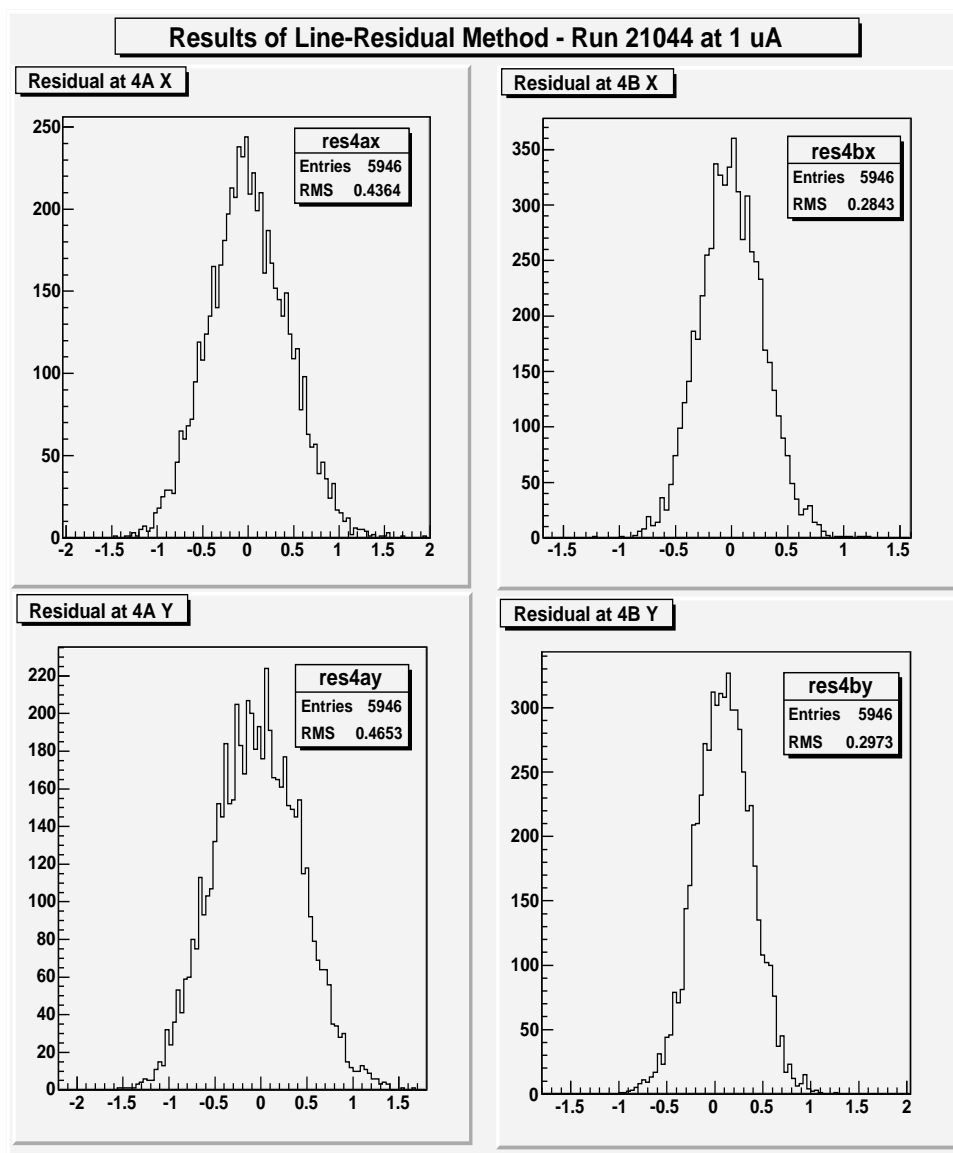 Results of Line-Residual Method - Run 21044 at 1 uA
Residual at 4A X
res4ax
Entries 5946
RMS 0.4364
250
200
150
100
50
0
-2 -1.5 -1 -0.5 0 0.5 1 1.5 2
Residual at 4B X
res4bx
Entries 5946
RMS 0.2843
350
300
250
200
150
100
50
0
-1.5 -1 -0.5 0 0.5 1 1.5
Residual at 4A Y
res4ay
Entries 5946
RMS 0.4653
220
200
180
160
140
120
100
80
60
40
20
0
-2 -1.5 -1 -0.5 0 0.5 1 1.5
Residual at 4B Y
res4by
Entries 5946
RMS 0.2973
300
250
200
150
100
50
0
-1.5 -1 -0.5 0 0.5 1 1.5 2